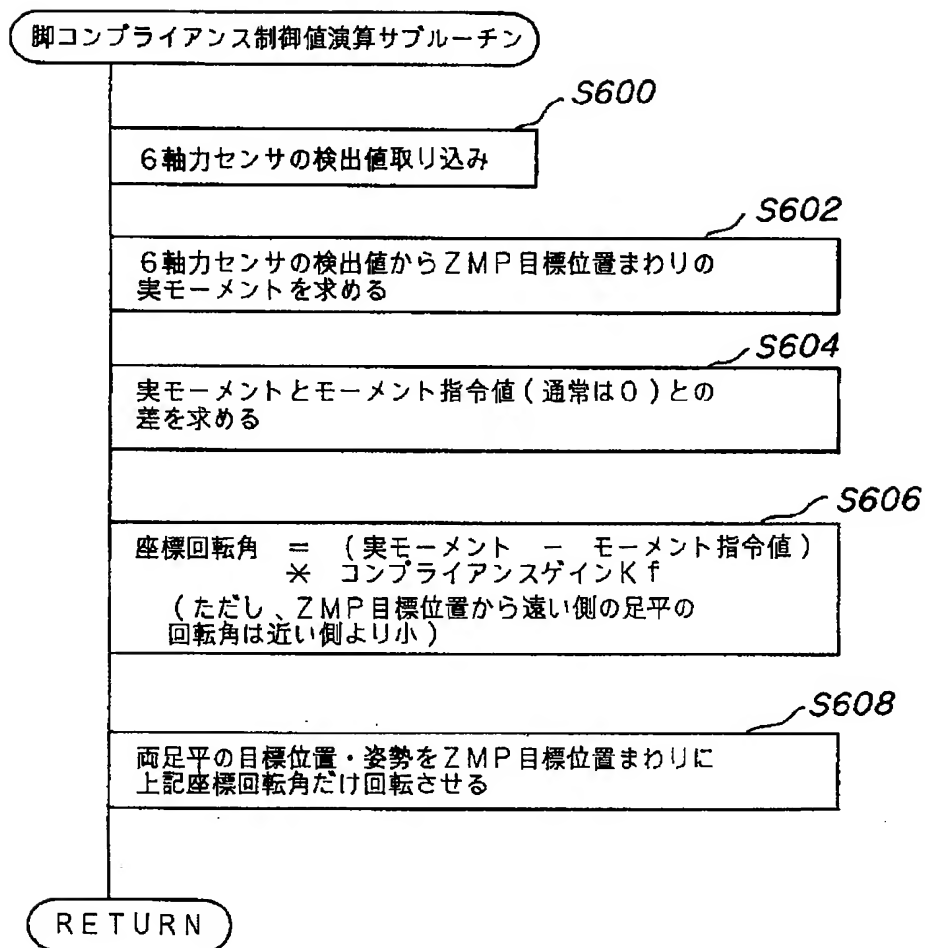 脚コンプライアンス制御値演算サブルーチン
S600
6軸力センサの検出値取り込み
S602
6軸力センサの検出値からZMP目標位置まわりの
実モーメントを求める
S604
実モーメントとモーメント指令値(通常は0)との
差を求める
S606
座標回転角 = (実モーメント - モーメント指令値)
* コンプライアンスゲインKf
(ただし、ZMP目標位置から遠い側の足平の
回転角は近い側より小)
S608
両足平の目標位置・姿勢をZMP目標位置まわりに
上記座標回転角だけ回転させる
RETURN